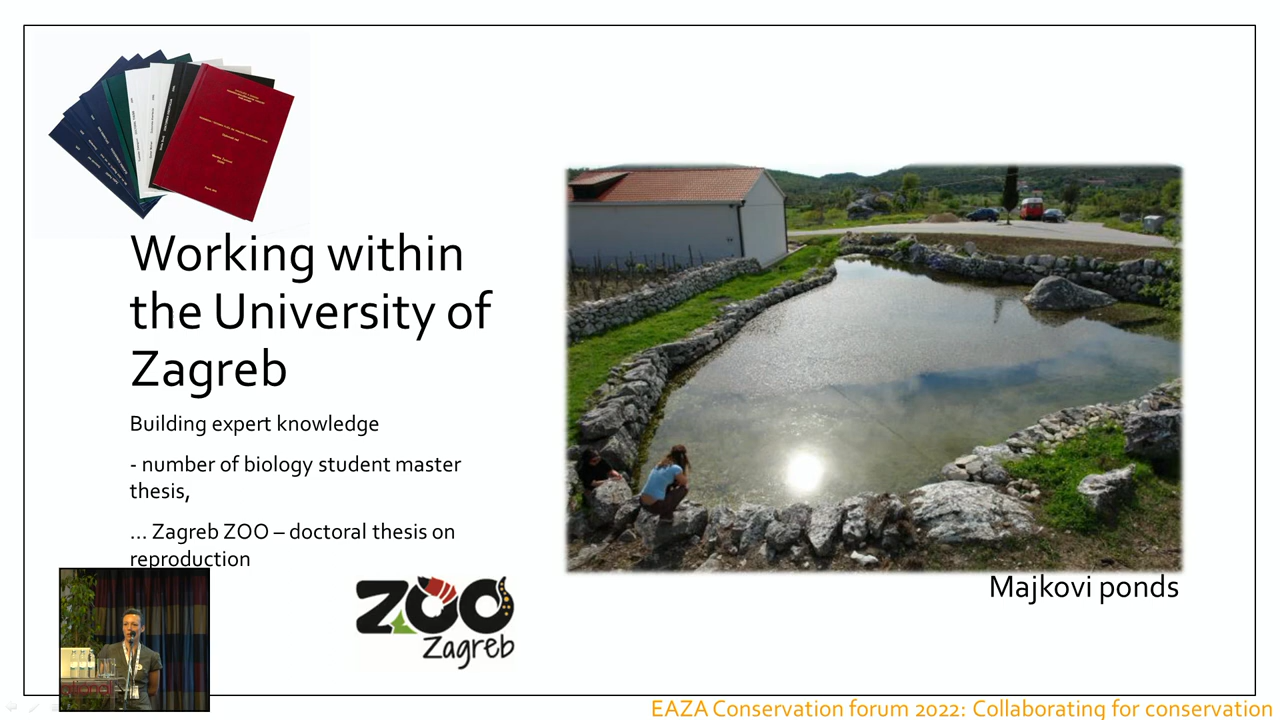 Working within
the University of
Zagreb
Building expert knowledge
- number of biology student master
thesis,
... Zagreb ZOO – doctoral thesis on
reproduction
ZOO
Zagreb
Majkovi ponds
EAZA Conservation forum 2022: Collaborating for conservation